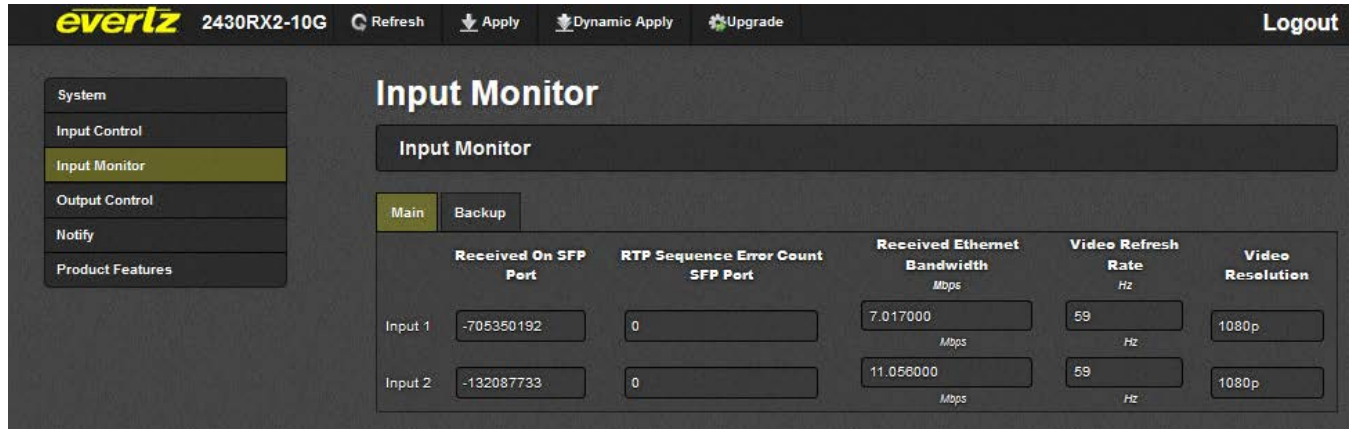 evertz 2430RX2-10G Refresh Apply Dynamic Apply Upgrade Logout
System
Input Control
Input Monitor
Output Control
Notify
Product Features
Input Monitor
Input Monitor
Main Backup
Received On SFP Port RTP Sequence Error Count SFP Port Received Ethernet Bandwidth Mbps Video Refresh Rate Hz Video Resolution
Input 1 -705350192 0 7.017000 59 1080p
Mbps Hz
Input 2 -132087733 0 11.056000 59 1080p
Mbps Hz